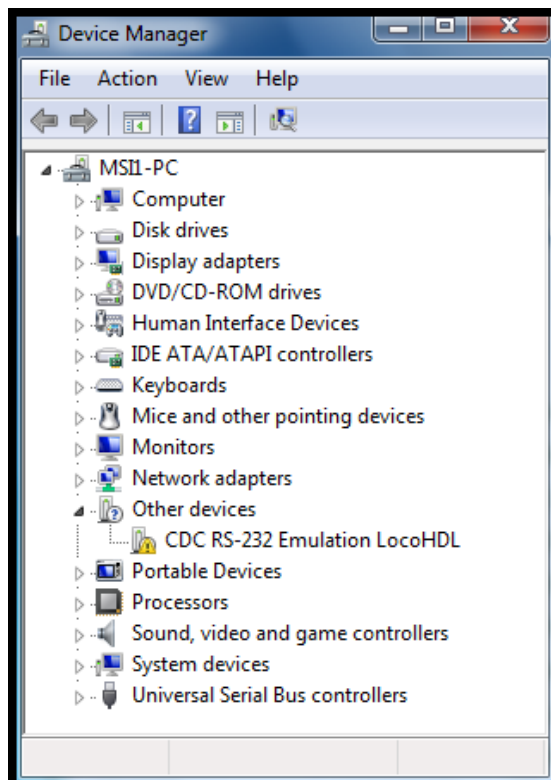 Device Manager
File Action View Help
MSI1-PC
Computer
Disk drives
Display adapters
DVD/CD-ROM drives
Human Interface Devices
IDE ATA/ATAPI controllers
Keyboards
Mice and other pointing devices
Monitors
Network adapters
Other devices
CDC RS-232 Emulation LocoHDL
Portable Devices
Processors
Sound, video and game controllers
System devices
Universal Serial Bus controllers